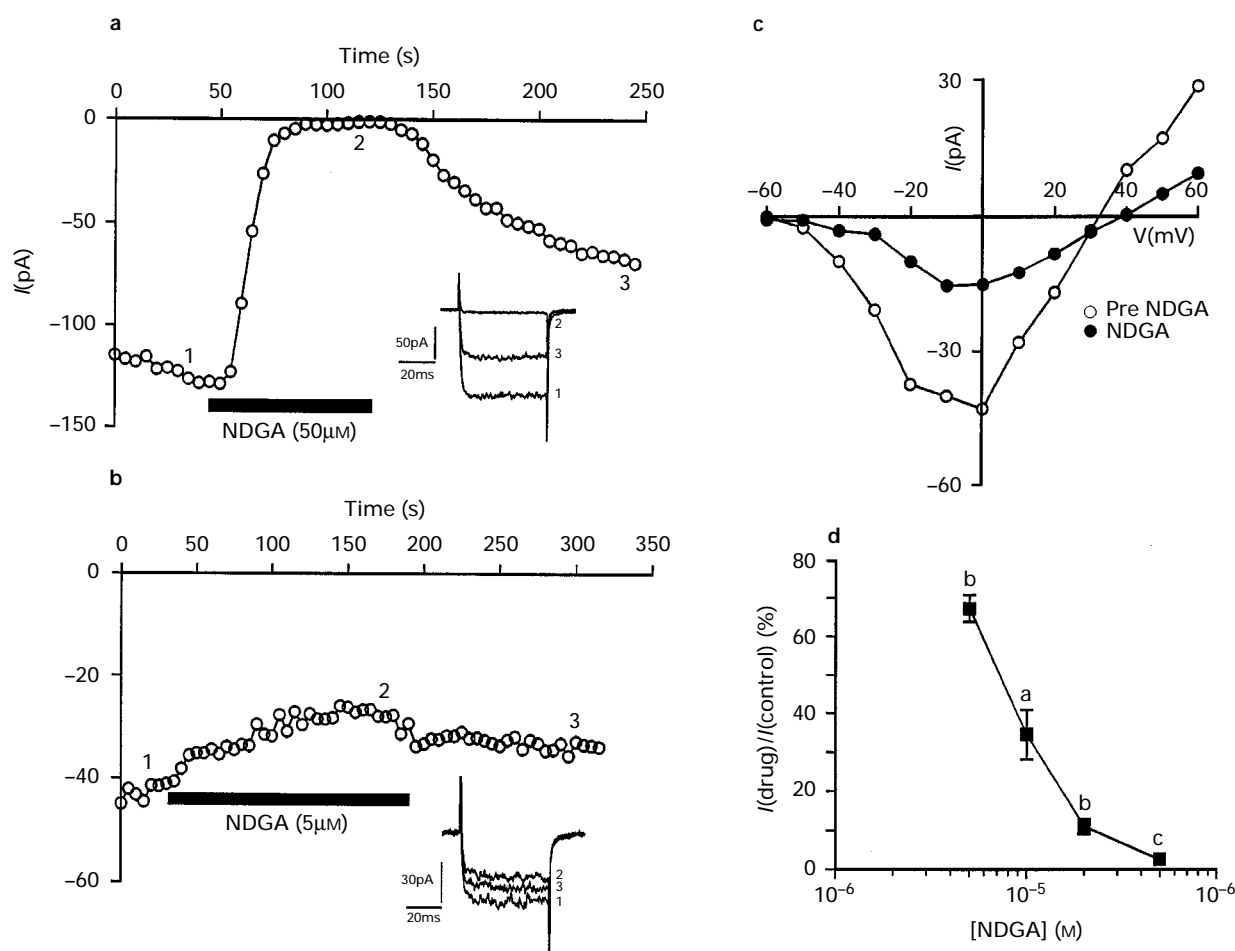 a
Time (s)
0 50 100 150 200 250
0
−50
−100
−150
I(pA)
1
2
3
NDGA (50µM)
50pA
20ms
2
3
1
b
Time (s)
0 50 100 150 200 250 300 350
0
−20
−40
−60
1
2
3
NDGA (5µM)
30pA
20ms
2
3
1
c
30
I(pA)
−60 −40 −20 20 40 60
V(mV)
Pre NDGA
NDGA
−30
−60
d
80
60
40
20
0
I(drug)/I(control) (%)
b
a
b
c
10⁻⁶ 10⁻⁵ 10⁻⁶
[NDGA] (M)